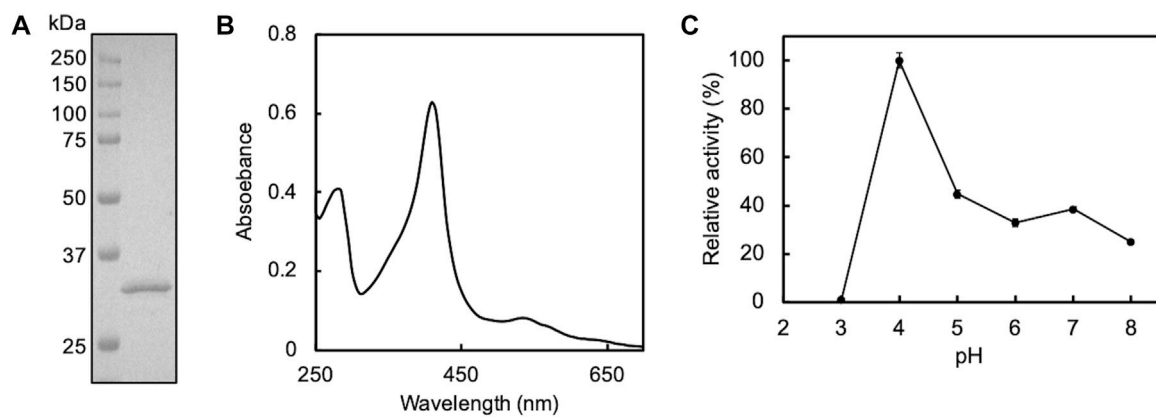 A
kDa
250
150
100
75
50
37
25
B
Absoebance
0.8
0.6
0.4
0.2
0
250 450 650
Wavelength (nm)
C
Relative activity (%)
100
80
60
40
20
0
2 3 4 5 6 7 8
pH